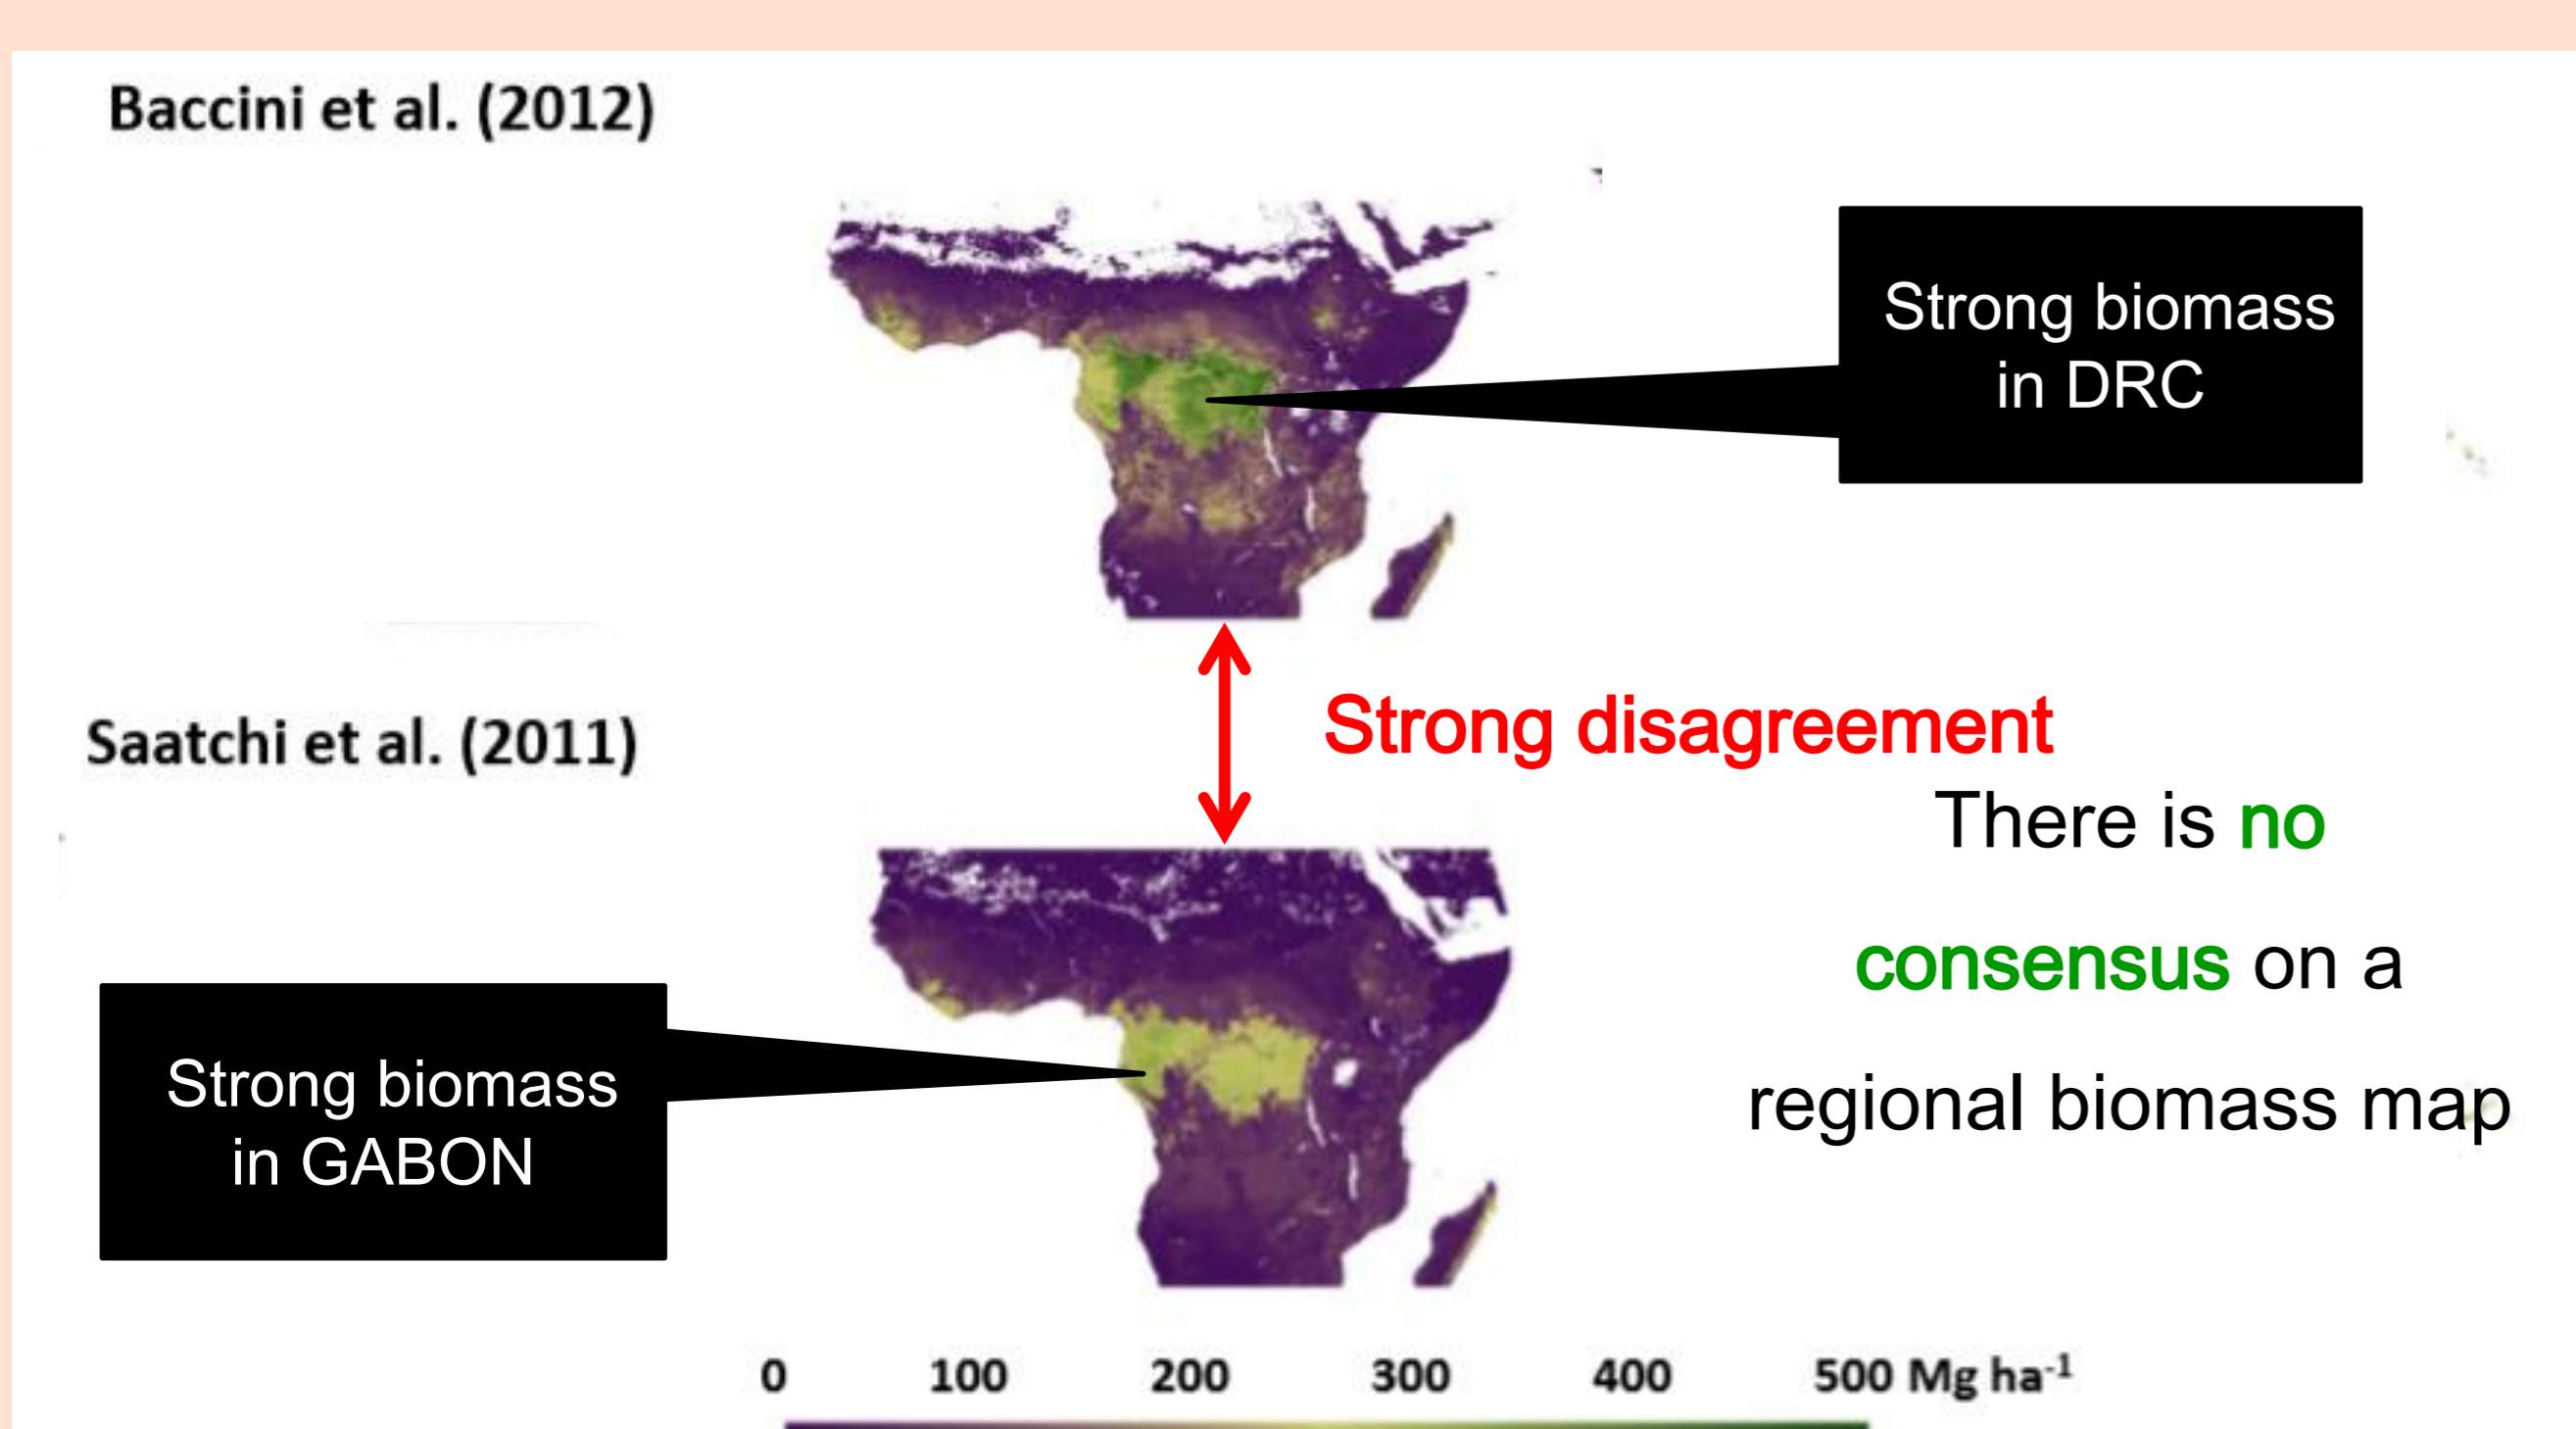 Baccini et al. (2012)
Strong biomass
in DRC
Strong disagreement
Saatchi et al. (2011)
There is no
consensus on a
regional biomass map
Strong biomass
in GABON
0 100 200 300 400 500 Mg ha⁻¹